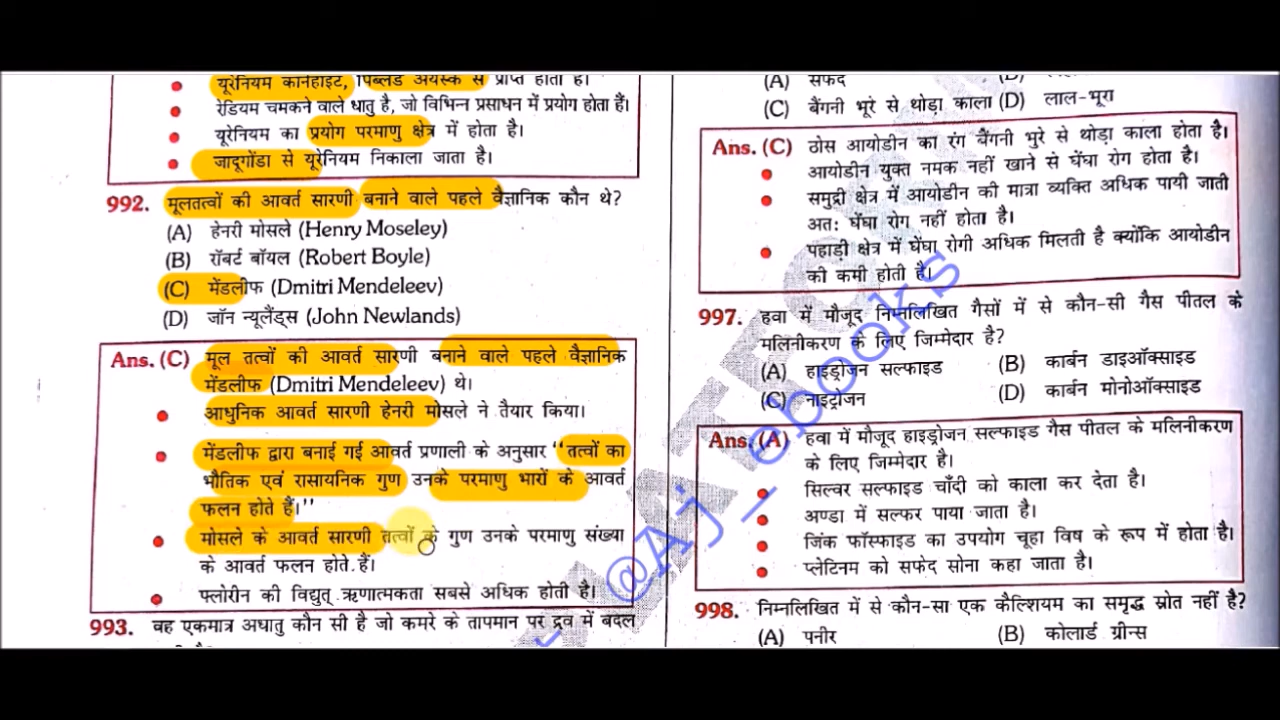 यूरेनियम कार्नहाइट, पिब्लैंड अयस्क से प्राप्त होता है।
रेडियम चमकने वाले धातु है, जो विभिन्न प्रसाधन में प्रयोग होता हैं।
यूरेनियम का प्रयोग परमाणु क्षेत्र में होता है।
जादूगोंडा से यूरेनियम निकाला जाता है।
992. मूलतत्वों की आवर्त सारणी बनाने वाले पहले वैज्ञानिक कौन थे?
(A) हेनरी मोसले (Henry Moseley)
(B) रॉबर्ट बॉयल (Robert Boyle)
(C) मेंडलीफ (Dmitri Mendeleev)
(D) जॉन न्यूलैंड्स (John Newlands)
Ans. (C) मूल तत्वों की आवर्त सारणी बनाने वाले पहले वैज्ञानिक
मेंडलीफ (Dmitri Mendeleev) थे।
आधुनिक आवर्त सारणी हेनरी मोसले ने तैयार किया।
मेंडलीफ द्वारा बनाई गई आवर्त प्रणाली के अनुसार ''तत्वों का
भौतिक एवं रासायनिक गुण उनके परमाणु भारों के आवर्त
फलन होते हैं।''
मोसले के आवर्त सारणी तत्वों के गुण उनके परमाणु संख्या
के आवर्त फलन होते हैं।
फ्लोरीन की विद्युत् ऋणात्मकता सबसे अधिक होती है।
993. वह एकमात्र अधातु कौन सी है जो कमरे के तापमान पर द्रव में बदल
(A) सफेद
(C) बैंगनी भूरे से थोड़ा काला (D) लाल-भूरा
Ans. (C) ठोस आयोडीन का रंग बैंगनी भुरे से थोड़ा काला होता है।
आयोडीन युक्त नमक नहीं खाने से घेंघा रोग होता है।
समुद्री क्षेत्र में आयोडीन की मात्रा व्यक्ति अधिक पायी जाती
अतः घेंघा रोग नहीं होता है।
पहाड़ी क्षेत्र में घेंघा रोगी अधिक मिलती है क्योंकि आयोडीन
की कमी होती है।
997. हवा में मौजूद निम्नलिखित गैसों में से कौन-सी गैस पीतल के
मलिनीकरण के लिए जिम्मेदार है?
(A) हाइड्रोजन सल्फाइड (B) कार्बन डाइऑक्साइड
(C) नाइट्रोजन (D) कार्बन मोनोऑक्साइड
Ans. (A) हवा में मौजूद हाइड्रोजन सल्फाइड गैस पीतल के मलिनीकरण
के लिए जिम्मेदार है।
सिल्वर सल्फाइड चाँदी को काला कर देता है।
अण्डा में सल्फर पाया जाता है।
जिंक फॉस्फाइड का उपयोग चूहा विष के रूप में होता है।
प्लेटिनम को सफेद सोना कहा जाता है।
998. निम्नलिखित में से कौन-सा एक कैल्शियम का समृद्ध स्रोत नहीं है?
(A) पनीर (B) कोलार्ड ग्रीन्स
@Aj_ebooks